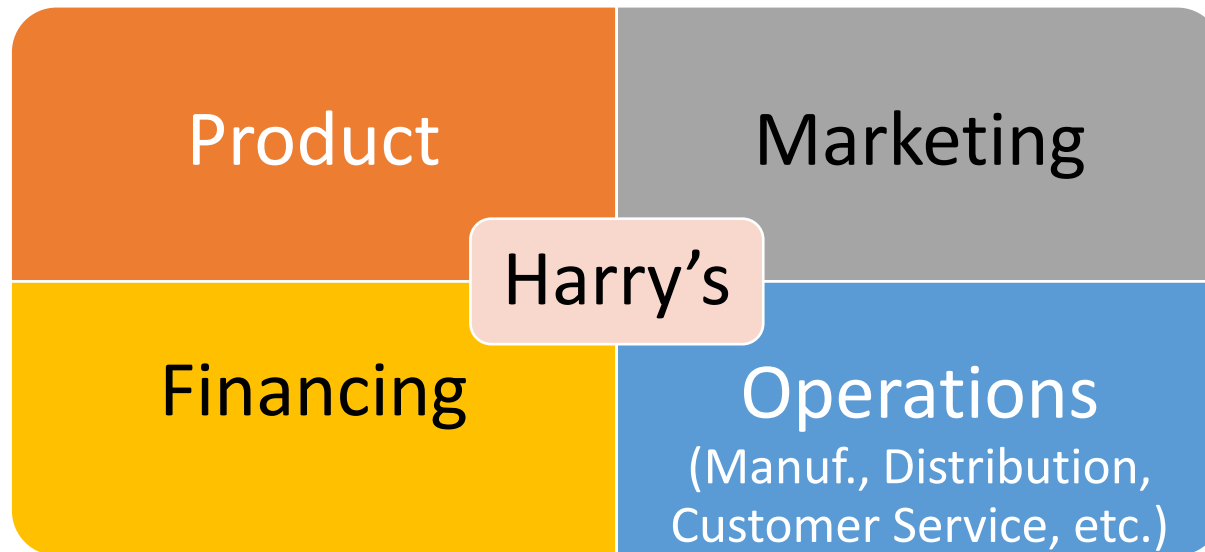 Product
Marketing
Harry’s
Financing
Operations
(Manuf., Distribution,
Customer Service, etc.)